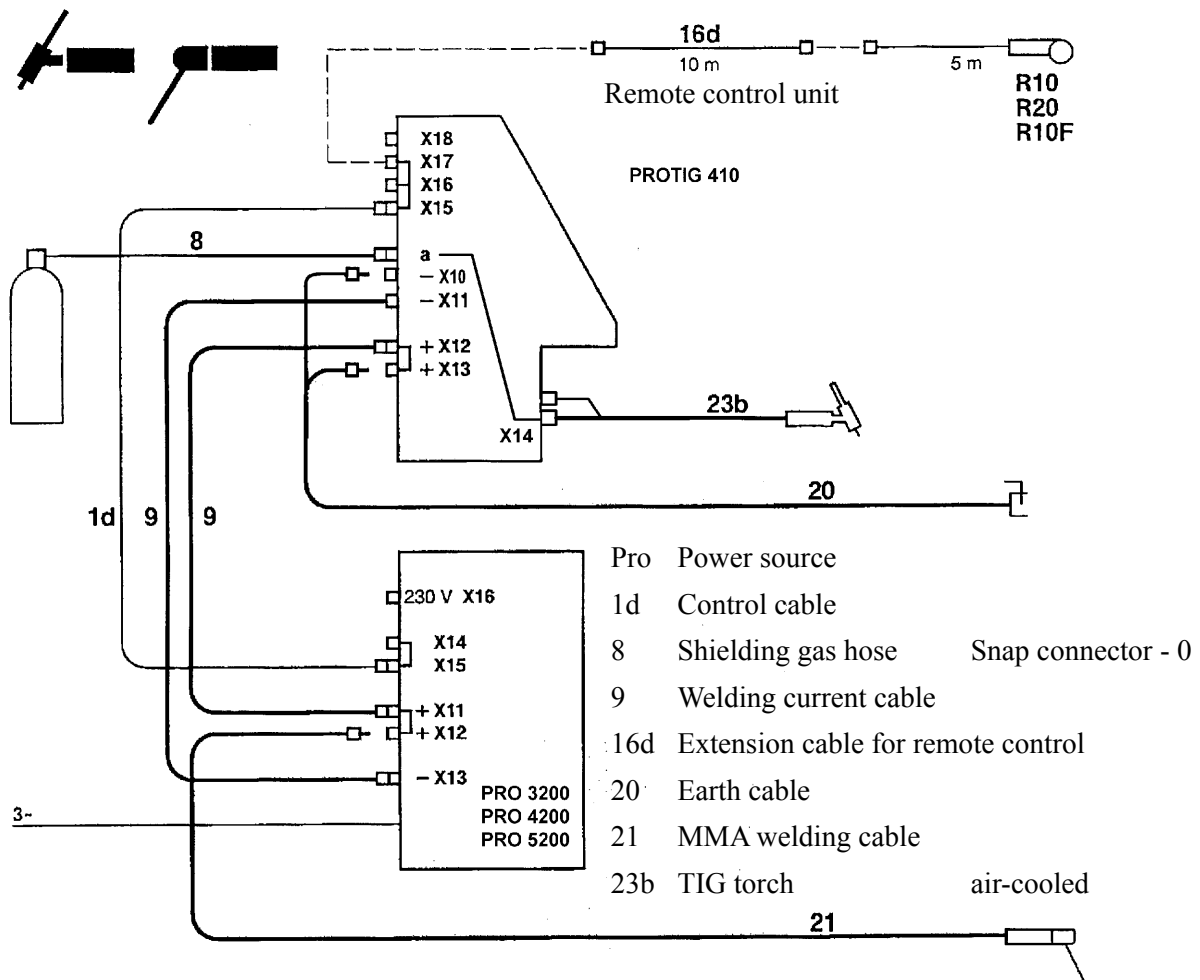 16d
10 m
5 m
Remote control unit
R10
R20
R10F
X18
X17
X16
X15
PROTIG 410
8
a
− X10
− X11
+ X12
+ X13
X14
23b
20
1d 9 9
230 V X16
X14
X15
+ X11
+ X12
− X13
PRO 3200
PRO 4200
PRO 5200
3~
Pro Power source
1d Control cable
8 Shielding gas hose Snap connector - 0
9 Welding current cable
16d Extension cable for remote control
20 Earth cable
21 MMA welding cable
23b TIG torch air-cooled
21